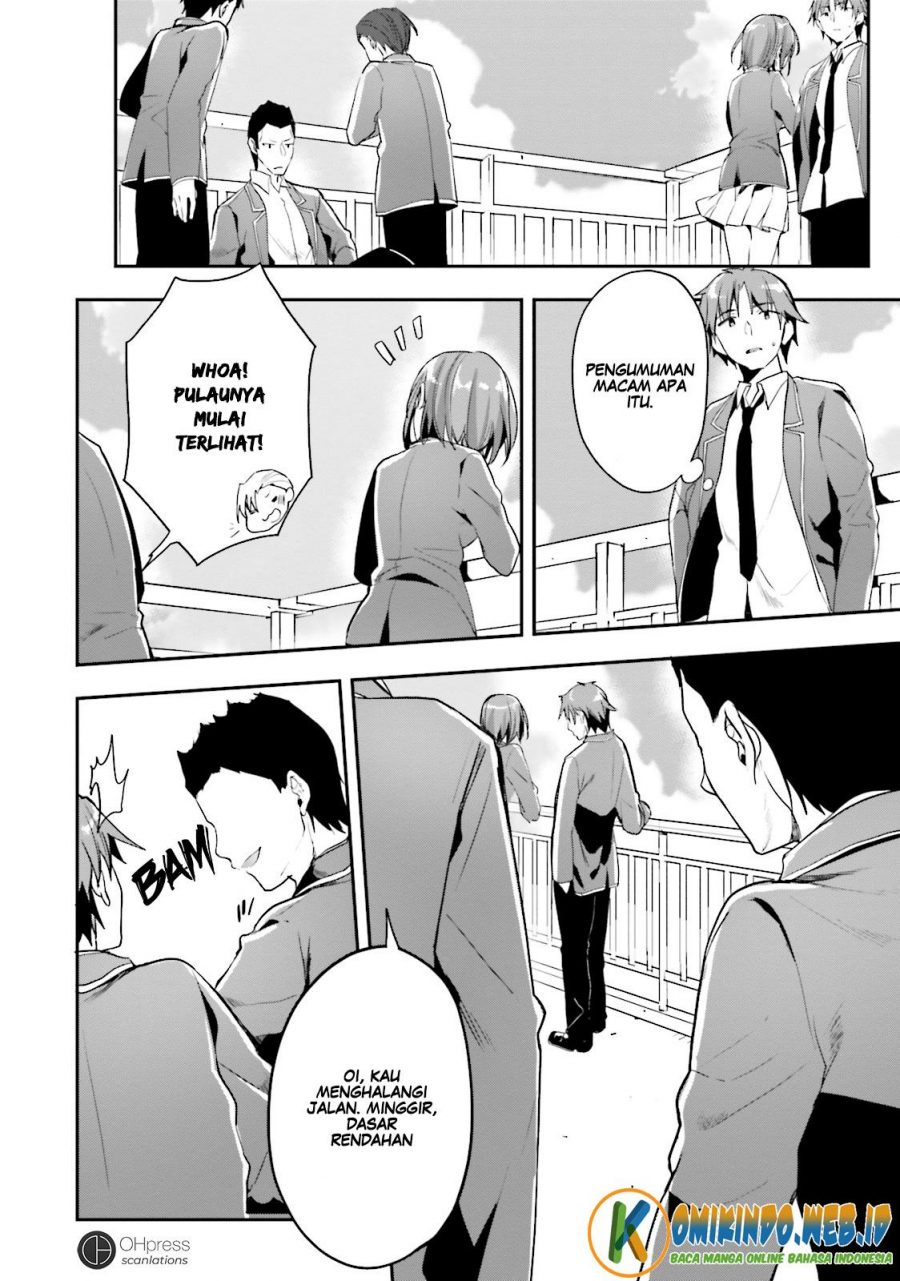 PENGUMUMAN
MACAM APA
ITU.
WHOA!
PULAUNYA
MULAI
TERLIHAT!
OI, KAU
MENGHALANGI
JALAN. MINGGIR,
DASAR
RENDAHAN
BAM
OHpress
scanlations
KOMIKINDO.WEB.ID
BACA MANGA ONLINE BAHASA INDONESIA